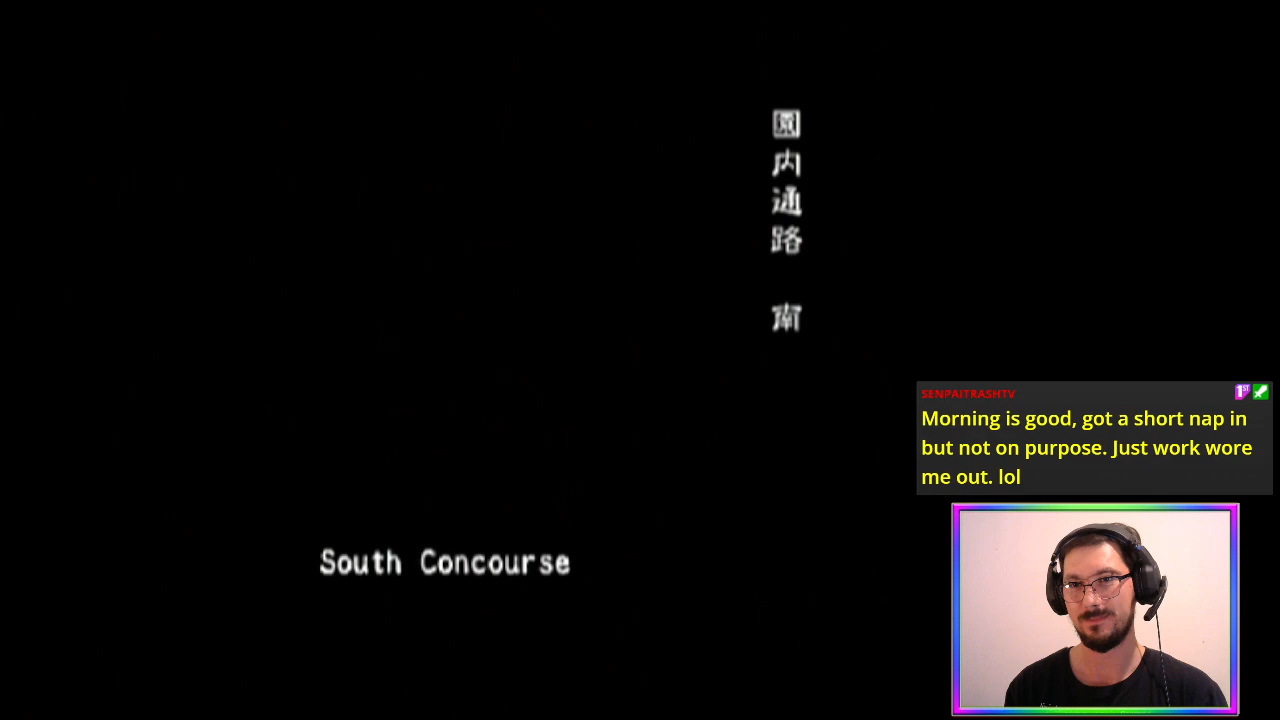 園内通路　南
South Concourse
SENPAITRASHTV
Morning is good, got a short nap in
but not on purpose. Just work wore
me out. lol